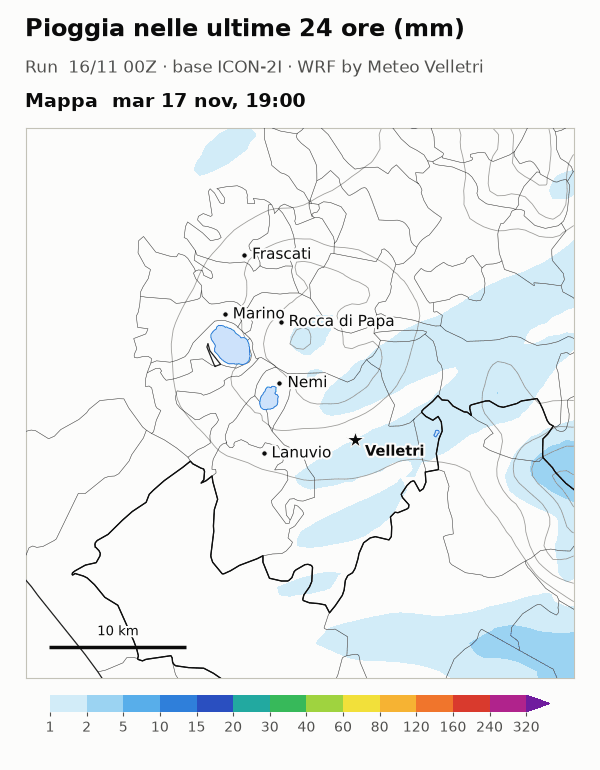 Pioggia nelle ultime 24 ore (mm)
Run  16/11 00Z · base ICON-2I · WRF by Meteo Velletri
Mappa  mar 17 nov, 19:00
Frascati
Marino
Rocca di Papa
Nemi
Velletri
Lanuvio
10 km
1 2 5 10 15 20 30 40 60 80 120 160 240 320